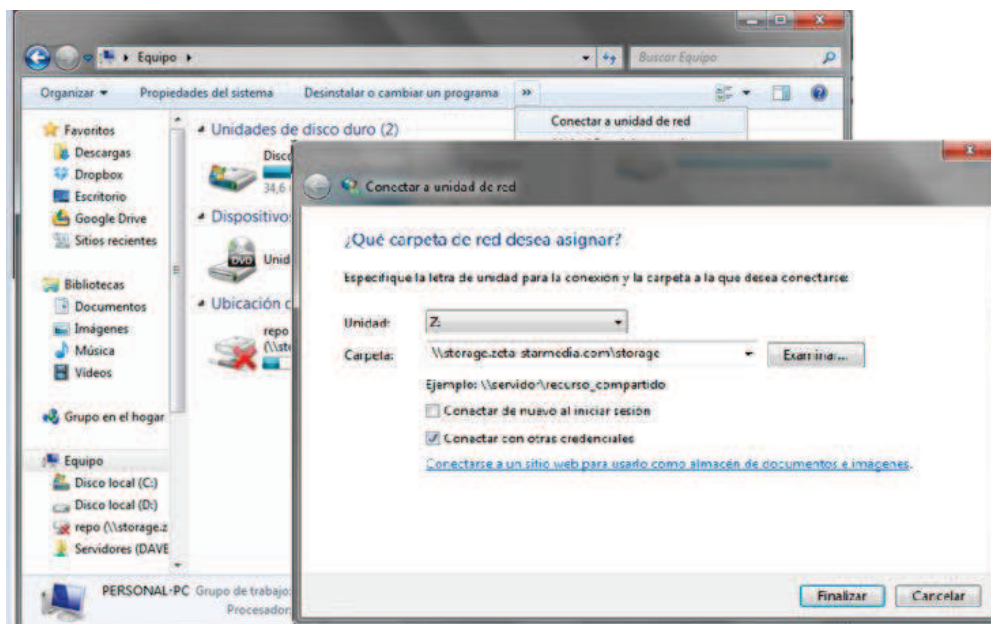 Equipo
Buscar Equipo
Organizar
Propiedades del sistema
Desinstalar o cambiar un programa
»
Conectar a unidad de red
Favoritos
Descargas
Dropbox
Escritorio
Google Drive
Sitios recientes
Bibliotecas
Documentos
Imágenes
Música
Videos
Grupo en el hogar
Equipo
Disco local (C:)
Disco local (D:)
repo (\\storage.z
Servidores (DAVE
Unidades de disco duro (2)
Disco
34,6
Dispositivo
DVD
Unid
Ubicación
repo
(\\sto
PERSONAL-PC Grupo de trabajo:
Procesador:
Conectar a unidad de red
¿Qué carpeta de red desea asignar?
Especifique la letra de unidad para la conexión y la carpeta a la que desea conectarse:
Unidad: Z:
Carpeta: \\storage.zeta-starmedia.com\storage
Examinar...
Ejemplo: \\servidor\recurso_compartido
Conectar de nuevo al iniciar sesión
Conectar con otras credenciales
Conectarse a un sitio web para usarlo como almacén de documentos e imágenes.
Finalizar
Cancelar